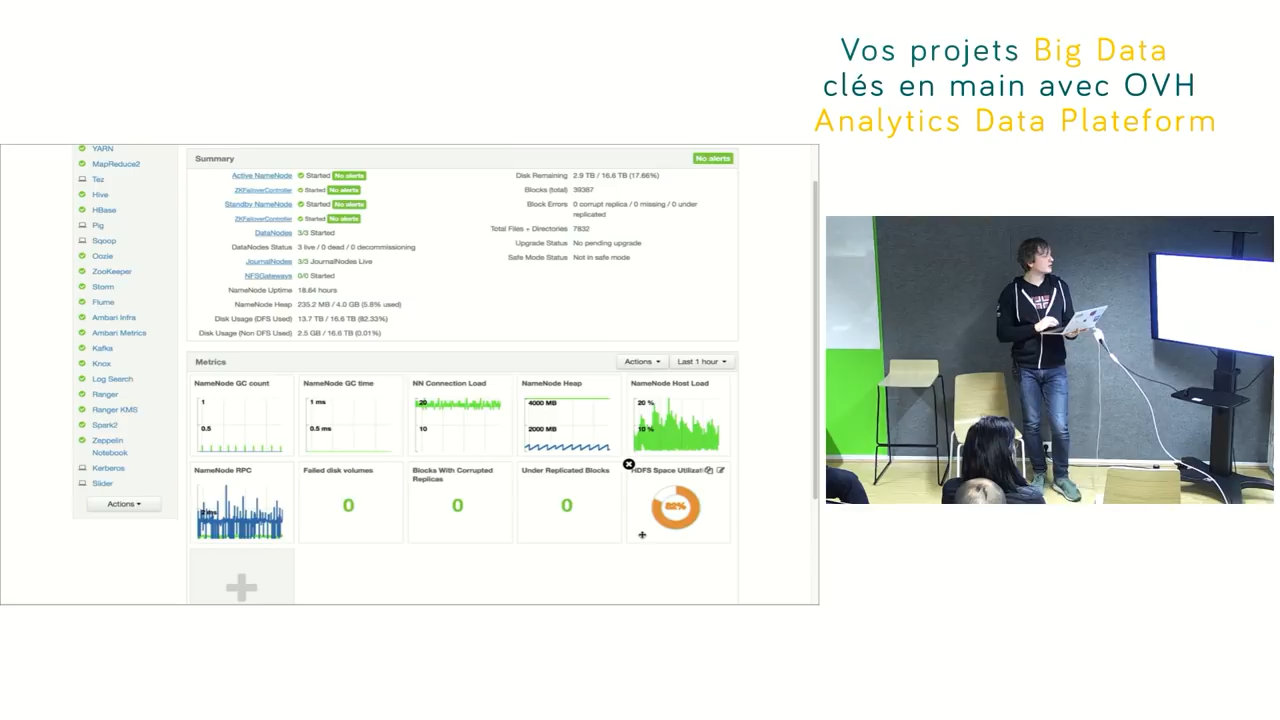 Vos projets Big Data
clés en main avec OVH
Analytics Data Plateform
YARN
MapReduce2
Tez
Hive
HBase
Pig
Sqoop
Oozie
ZooKeeper
Storm
Flume
Ambari Infra
Ambari Metrics
Kafka
Knox
Log Search
Ranger
Ranger KMS
Spark2
Zeppelin
Notebook
Kerberos
Slider
Actions
Summary
No alerts
Active NameNode Started No alerts
ZKFailoverController Started No alerts
Standby NameNode Started No alerts
ZKFailoverController Started No alerts
DataNodes 3/3 Started
DataNodes Status 3 live / 0 dead / 0 decommissioning
JournalNodes 3/3 JournalNodes Live
NFSGateways 0/0 Started
NameNode Uptime 18.64 hours
NameNode Heap 235.2 MB / 4.0 GB (5.8% used)
Disk Usage (DFS Used) 13.7 TB / 16.6 TB (82.33%)
Disk Usage (Non DFS Used) 2.5 GB / 16.6 TB (0.01%)
Disk Remaining 2.9 TB / 16.6 TB (17.66%)
Blocks (total) 39387
Block Errors 0 corrupt replica / 0 missing / 0 under
replicated
Total Files + Directories 7832
Upgrade Status No pending upgrade
Safe Mode Status Not in safe mode
Metrics
Actions
Last 1 hour
NameNode GC count
1
0.5
NameNode GC time
1 ms
0.5 ms
NN Connection Load
20
10
NameNode Heap
4000 MB
2000 MB
NameNode Host Load
20 %
10 %
NameNode RPC
2 ms
Failed disk volumes
0
Blocks With Corrupted
Replicas
0
Under Replicated Blocks
0
HDFS Space Utilizati
82%